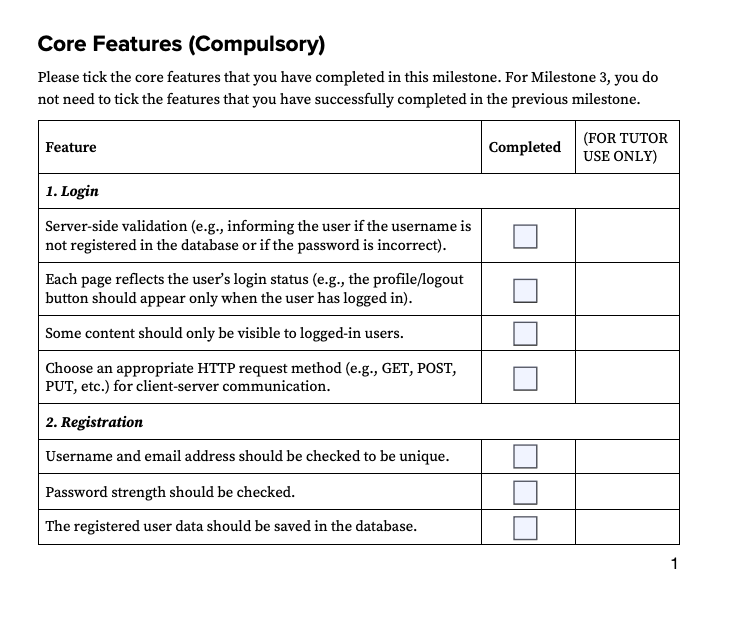 Core Features (Compulsory)
Please tick the core features that you have completed in this milestone. For Milestone 3, you do
not need to tick the features that you have successfully completed in the previous milestone.
Feature
Completed
(FOR TUTOR
USE ONLY)
1. Login
Server-side validation (e.g., informing the user if the username is
not registered in the database or if the password is incorrect).
Each page reflects the user’s login status (e.g., the profile/logout
button should appear only when the user has logged in).
Some content should only be visible to logged-in users.
Choose an appropriate HTTP request method (e.g., GET, POST,
PUT, etc.) for client-server communication.
2. Registration
Username and email address should be checked to be unique.
Password strength should be checked.
The registered user data should be saved in the database.
1